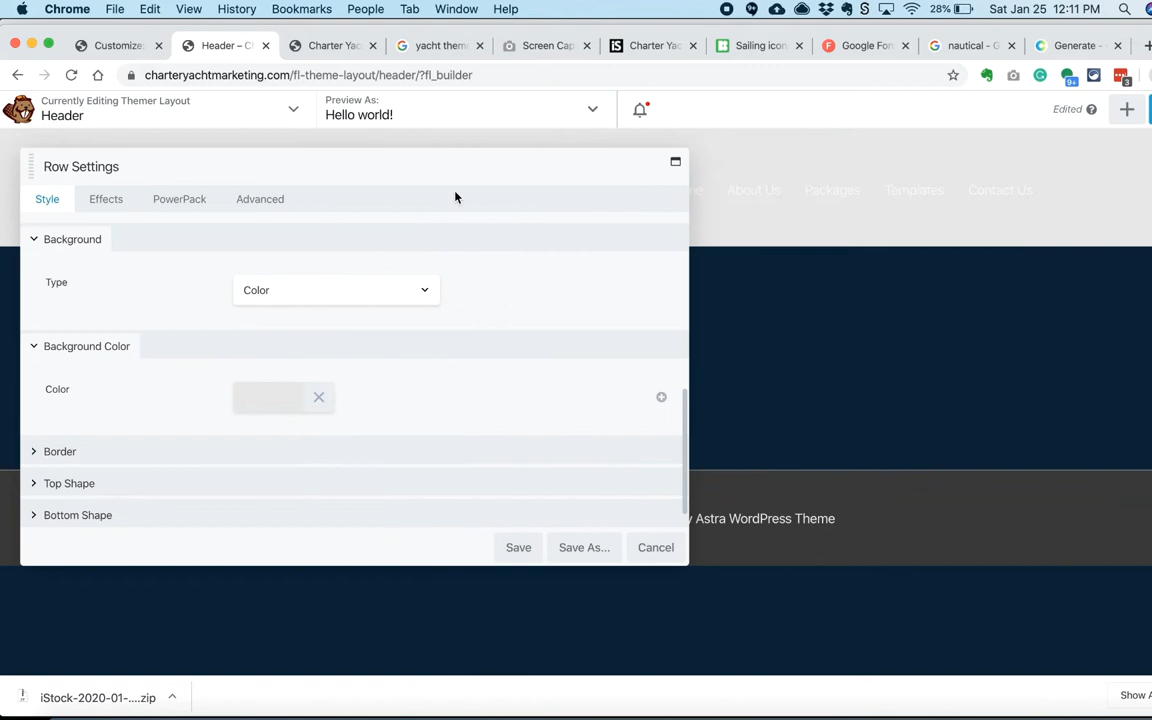 Chrome File Edit View History Bookmarks People Tab Window Help 9+ 28% Sat Jan 25 12:11 PM
Customize: Header – C Charter Yac yacht them Screen Cap iS Charter Yac Sailing icon Google Fon nautical - G Generate -
charteryachtmarketing.com/fl-theme-layout/header/?fl_builder 9+ 3
Currently Editing Themer Layout
Header
Preview As:
Hello world!
Edited
Row Settings
Style Effects PowerPack Advanced
About Us Packages Templates Contact Us
Background
Type Color
Background Color
Color
Border
Top Shape
Bottom Shape
Astra WordPress Theme
Save Save As... Cancel
iStock-2020-01-....zip
Show A